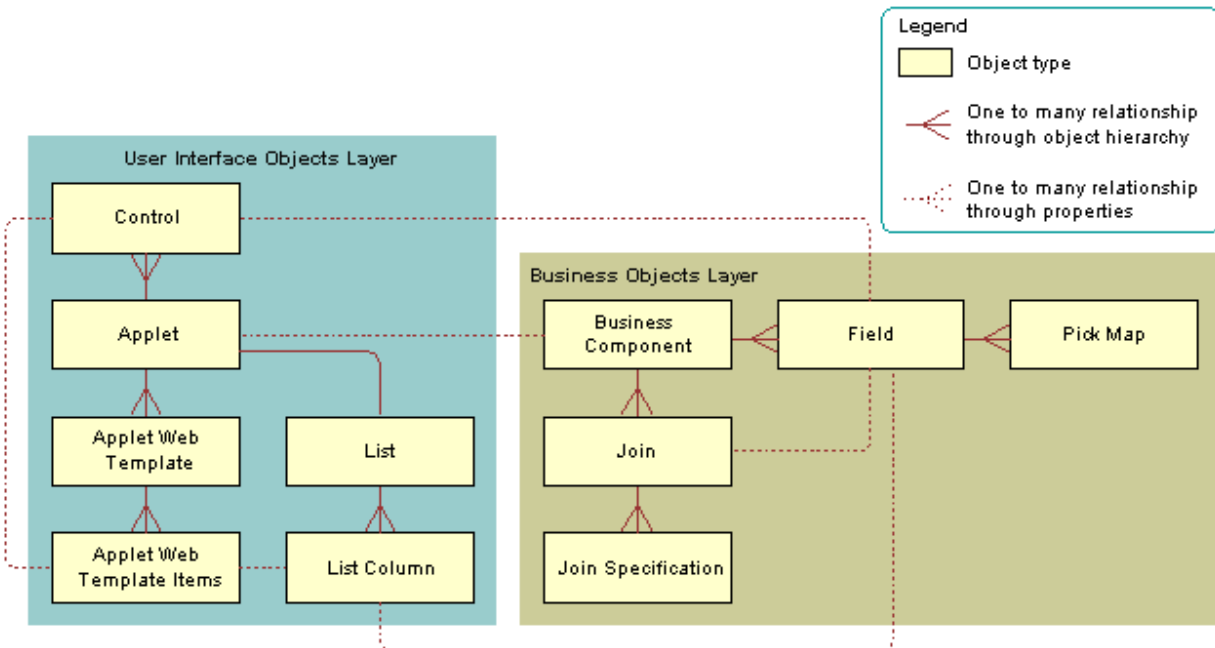 Legend
Object type
One to many relationship
through object hierarchy
One to many relationship
through properties
User Interface Objects Layer
Control
Applet
Applet Web
Template
List
Applet Web
Template Items
List Column
Business Objects Layer
Business
Component
Field
Pick Map
Join
Join Specification